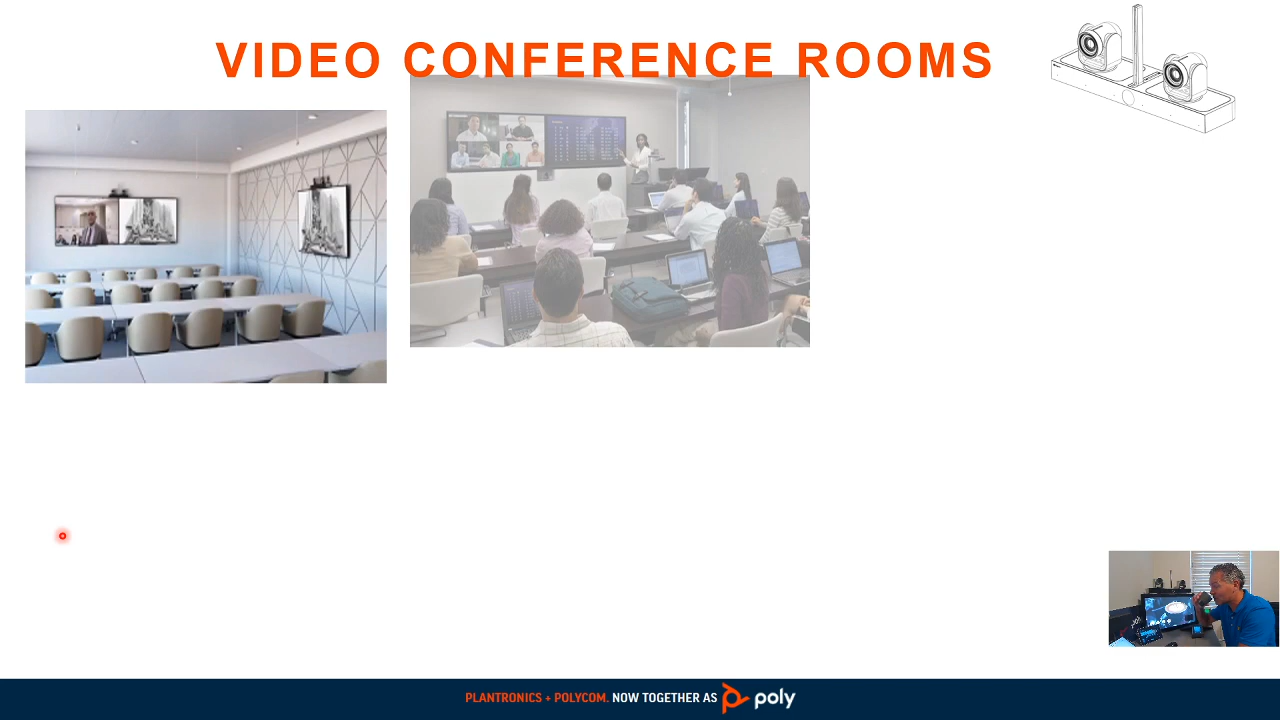 VIDEO CONFERENCE ROOMS
PLANTRONICS + POLYCOM. NOW TOGETHER AS poly